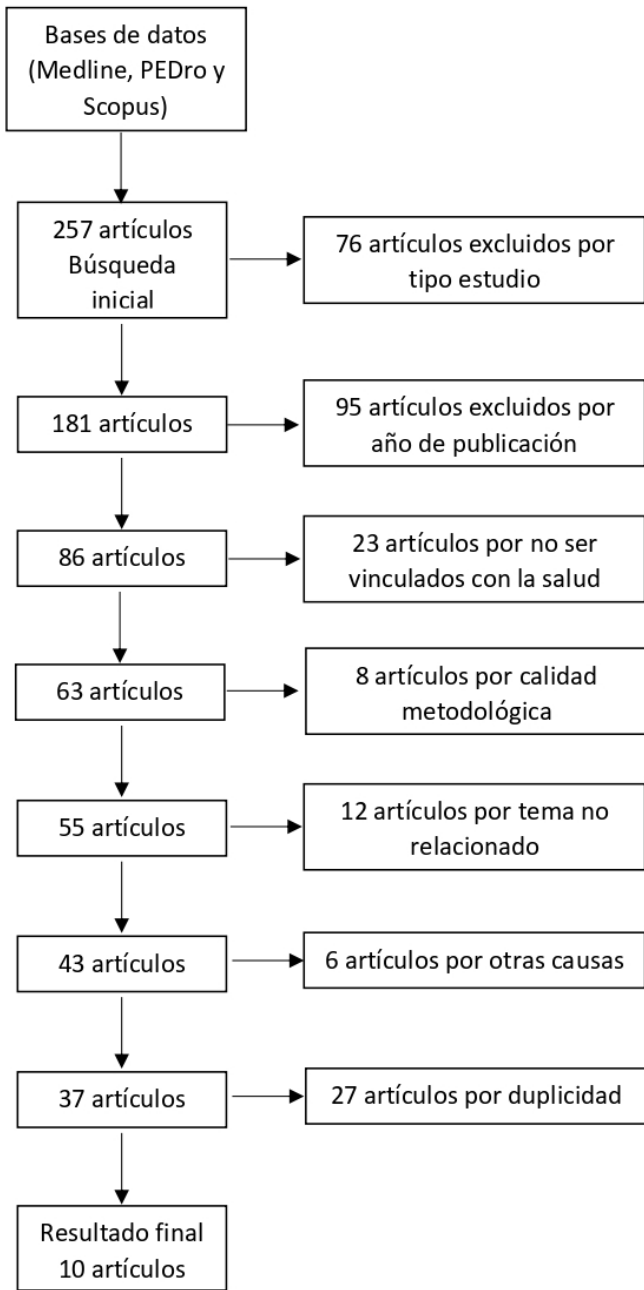 Bases de datos
(Medline, PEDro y
Scopus)
257 artículos
Búsqueda
inicial
76 artículos excluidos por
tipo estudio
181 artículos
95 artículos excluidos por
año de publicación
86 artículos
23 artículos por no ser
vinculados con la salud
63 artículos
8 artículos por calidad
metodológica
55 artículos
12 artículos por tema no
relacionado
43 artículos
6 artículos por otras causas
37 artículos
27 artículos por duplicidad
Resultado final
10 artículos